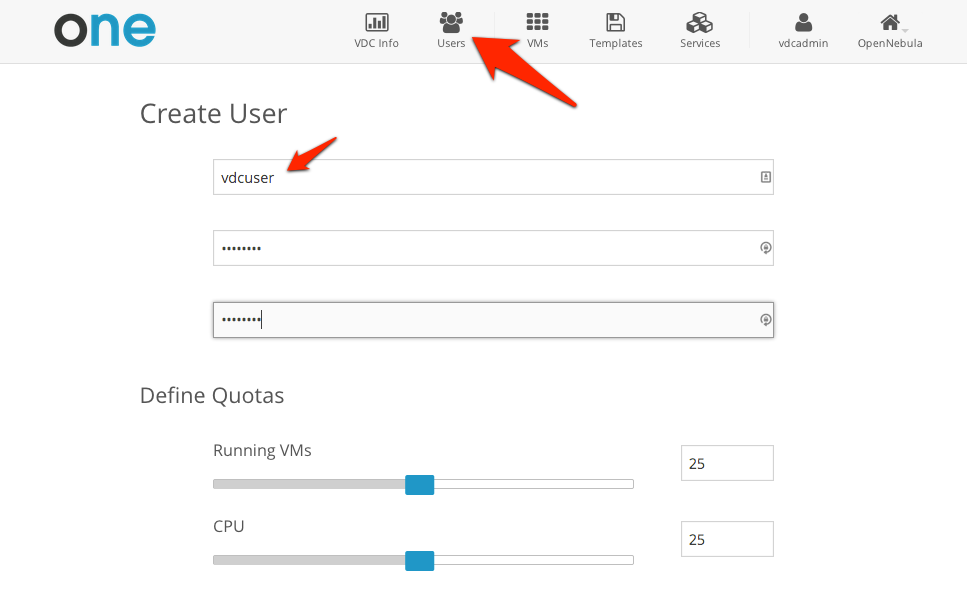 one
VDC Info
Users
VMs
Templates
Services
vdcadmin
OpenNebula
Create User
vdcuser
••••••••
••••••••
Define Quotas
Running VMs
25
CPU
25